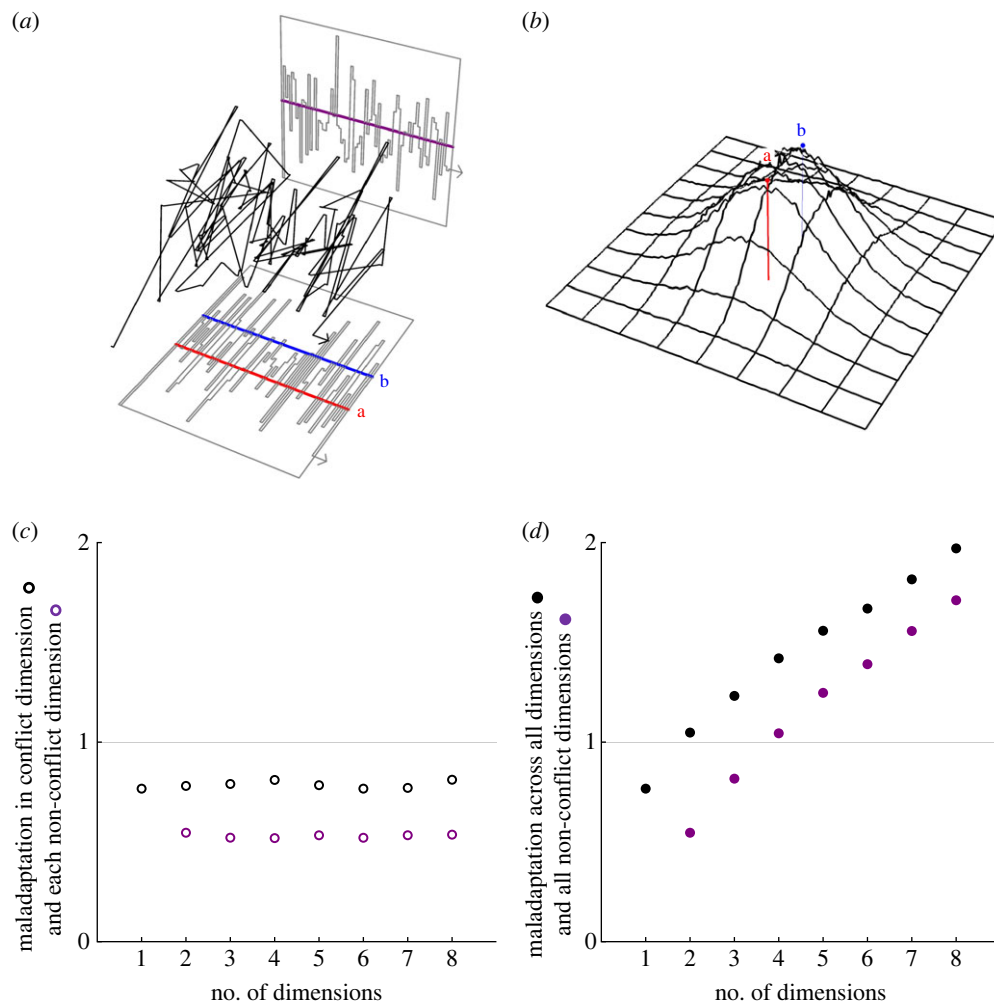 (a)
b
a
(b)
b
a
(c)
2
1
0
maladaptation in conflict dimension
and each non-conflict dimension
1 2 3 4 5 6 7 8
no. of dimensions
(d)
2
1
0
maladaptation across all dimensions
and all non-conflict dimensions
1 2 3 4 5 6 7 8
no. of dimensions